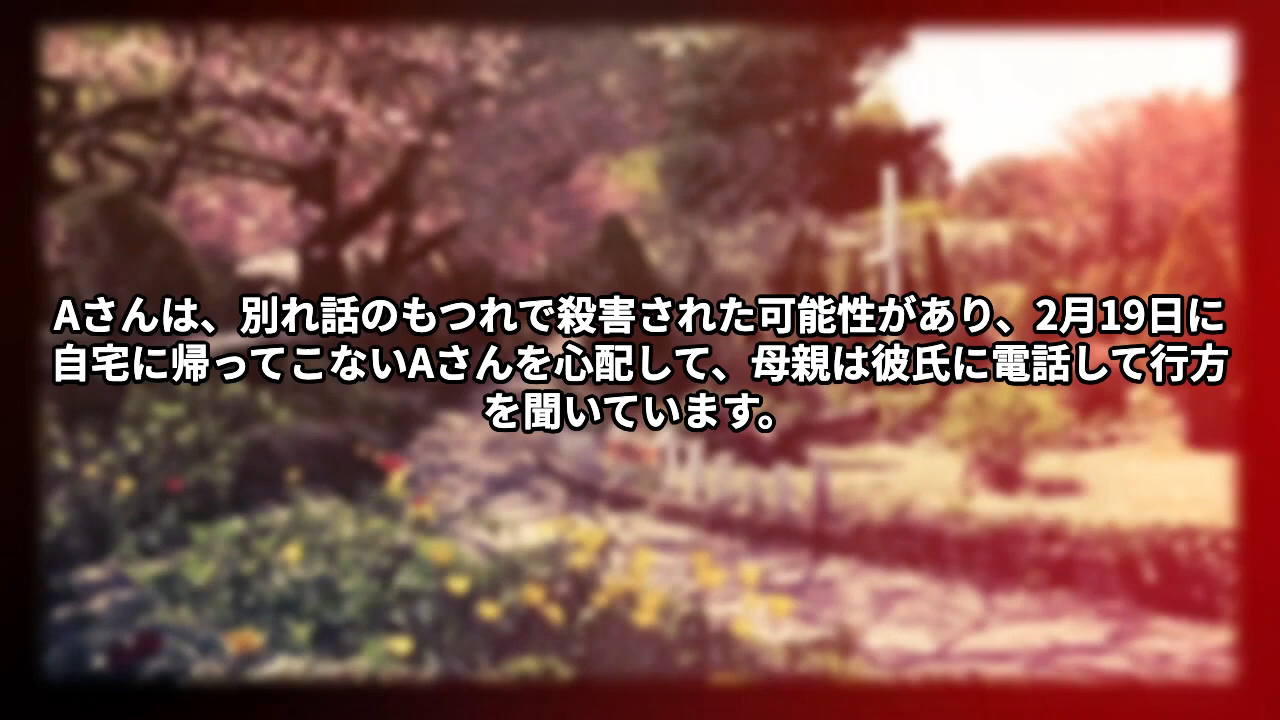 Aさんは、別れ話のもつれで殺害された可能性があり、2月19日に
自宅に帰ってこないAさんを心配して、母親は彼氏に電話して行方
を聞いています。